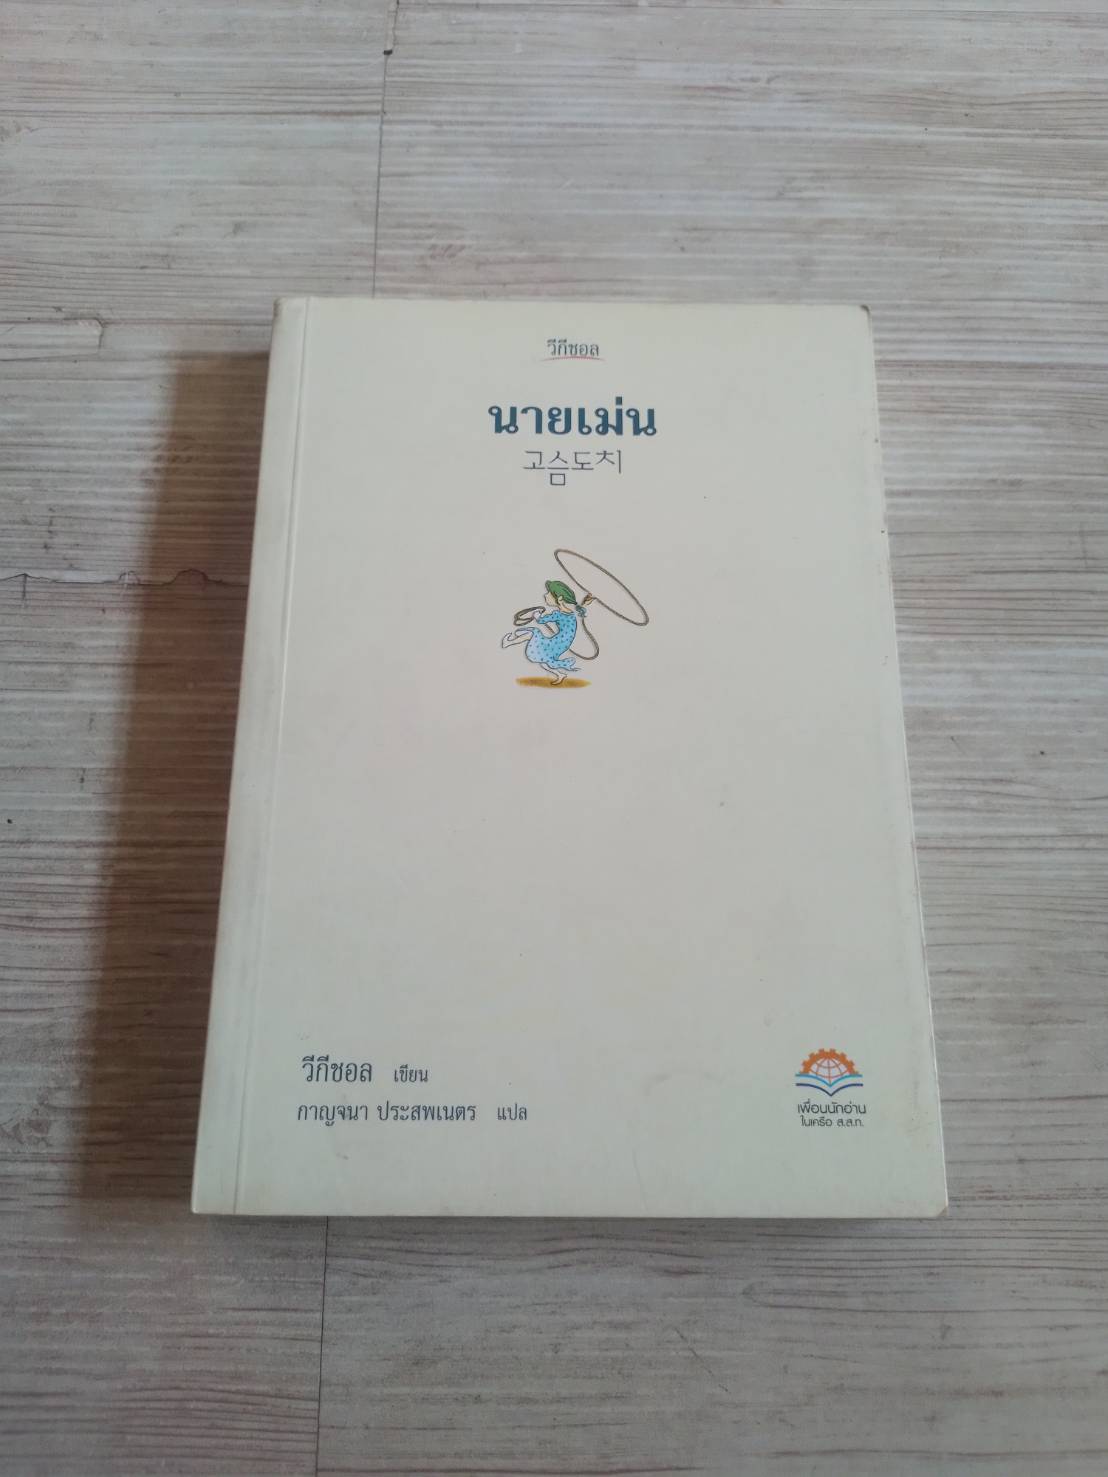 วีกีชอล
นายเม่น
고슴도치
วีกีชอล เขียน
กาญจนา ประสพเนตร แปล
เพื่อนนักอ่าน
ในเครือ ส.ส.ท.